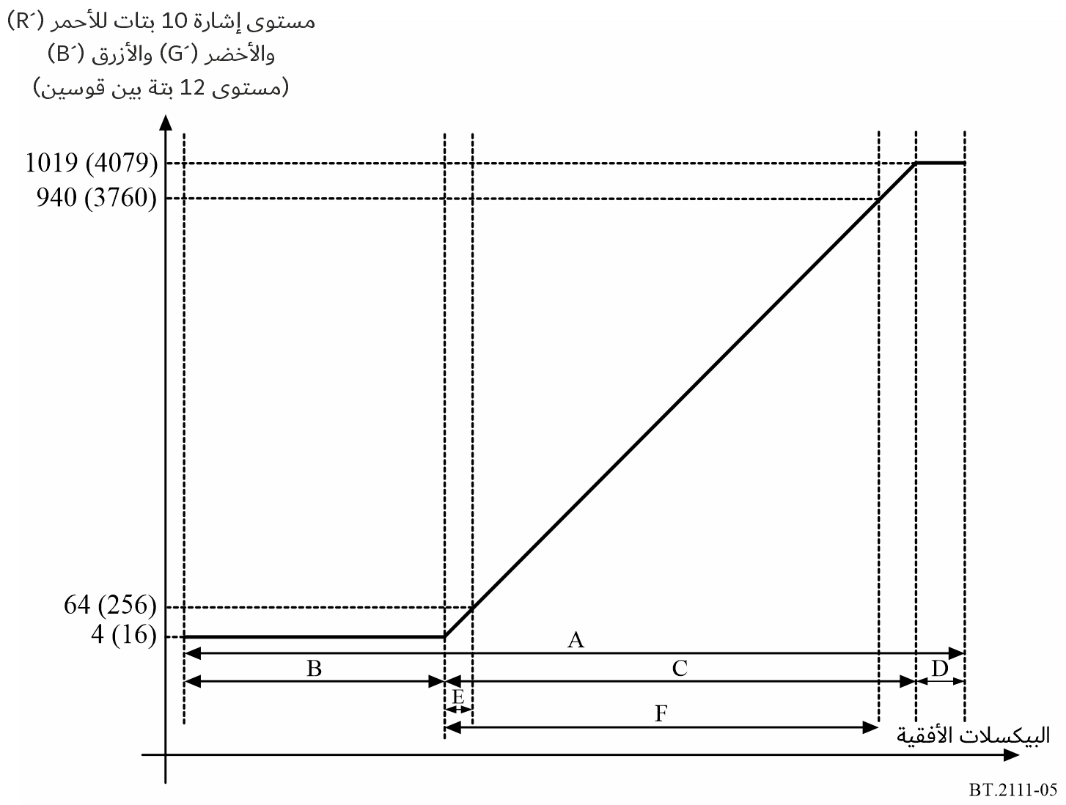 مستوى إشارة 10 بتات للأحمر (R´)
والأخضر (G´) والأزرق (B´)
(مستوى 12 بتة بين قوسين)
1019 (4079)
940 (3760)
64 (256)
4 (16)
A
B
C
D
E
F
البيكسلات الأفقية
BT.2111-05